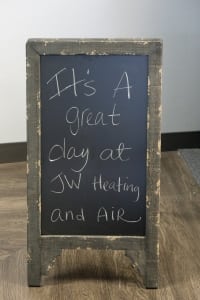 It's A
great
day at
JW Heating
and AIR